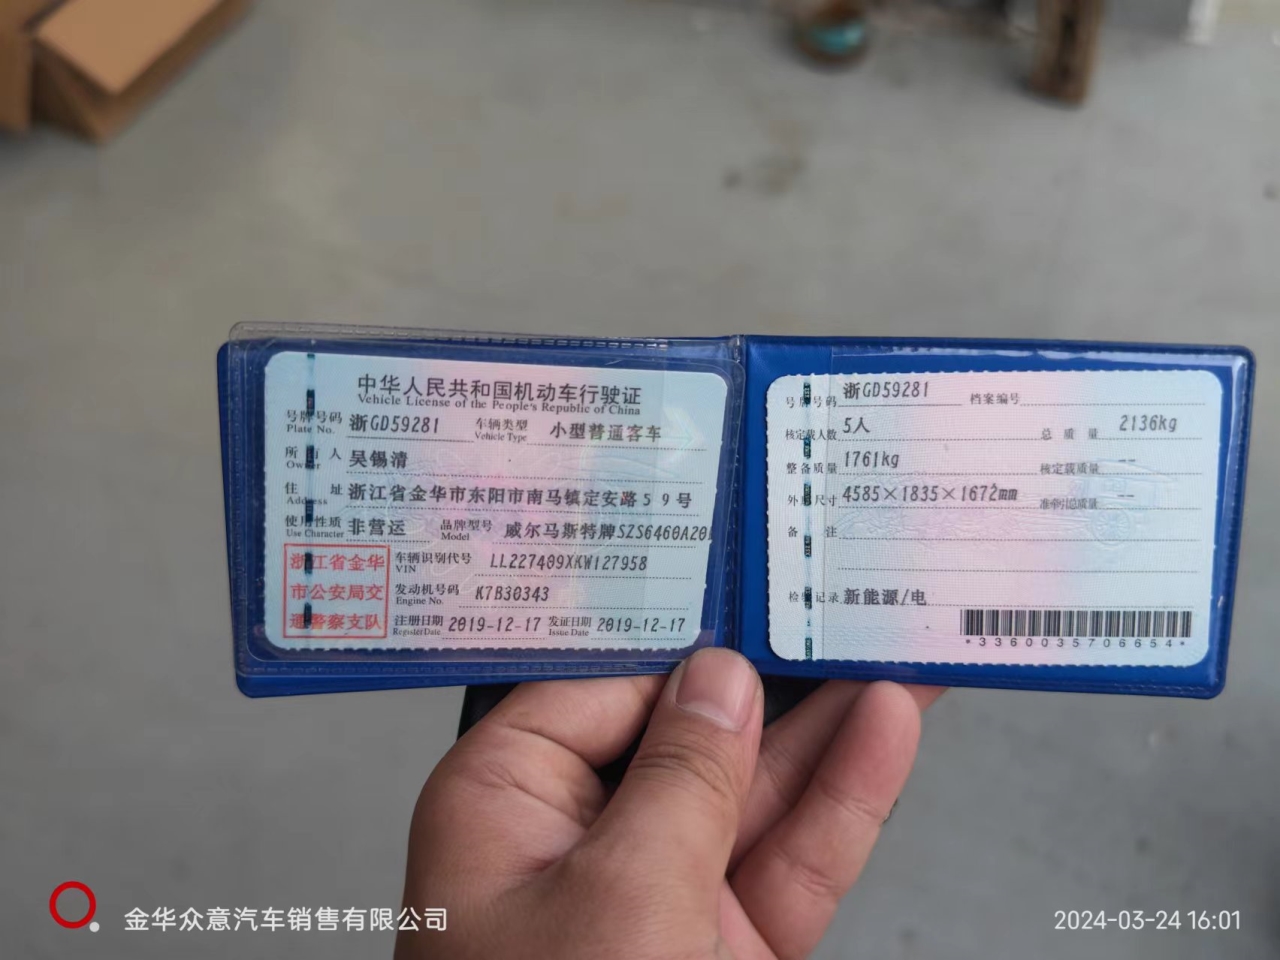 中华人民共和国机动车行驶证
Vehicle License of the People's Republic of China
号牌号码 浙GD59281 车辆类型 小型普通客车
Plate No. Vehicle Type
所有人 吴锡清
Owner
住址 浙江省金华市东阳市南马镇定安路59号
Address
使用性质 非营运 品牌型号 威尔马斯特牌SZS6460A20
Use Character Model
浙江省金华
市公安局交
通警察支队
车辆识别代号 LL227409XKW127958
VIN
发动机号码 K7B30343
Engine No.
注册日期 2019-12-17 发证日期 2019-12-17
Register Date Issue Date
号牌号码 浙GD59281 档案编号
核定载人数 5人 总质量 2136kg
整备质量 1761kg 核定载质量 --
外廓尺寸 4585×1835×1672mm 准牵引总质量 --
备注
检验记录 新能源/电
*3360035706654*
金华众意汽车销售有限公司
2024-03-24 16:01